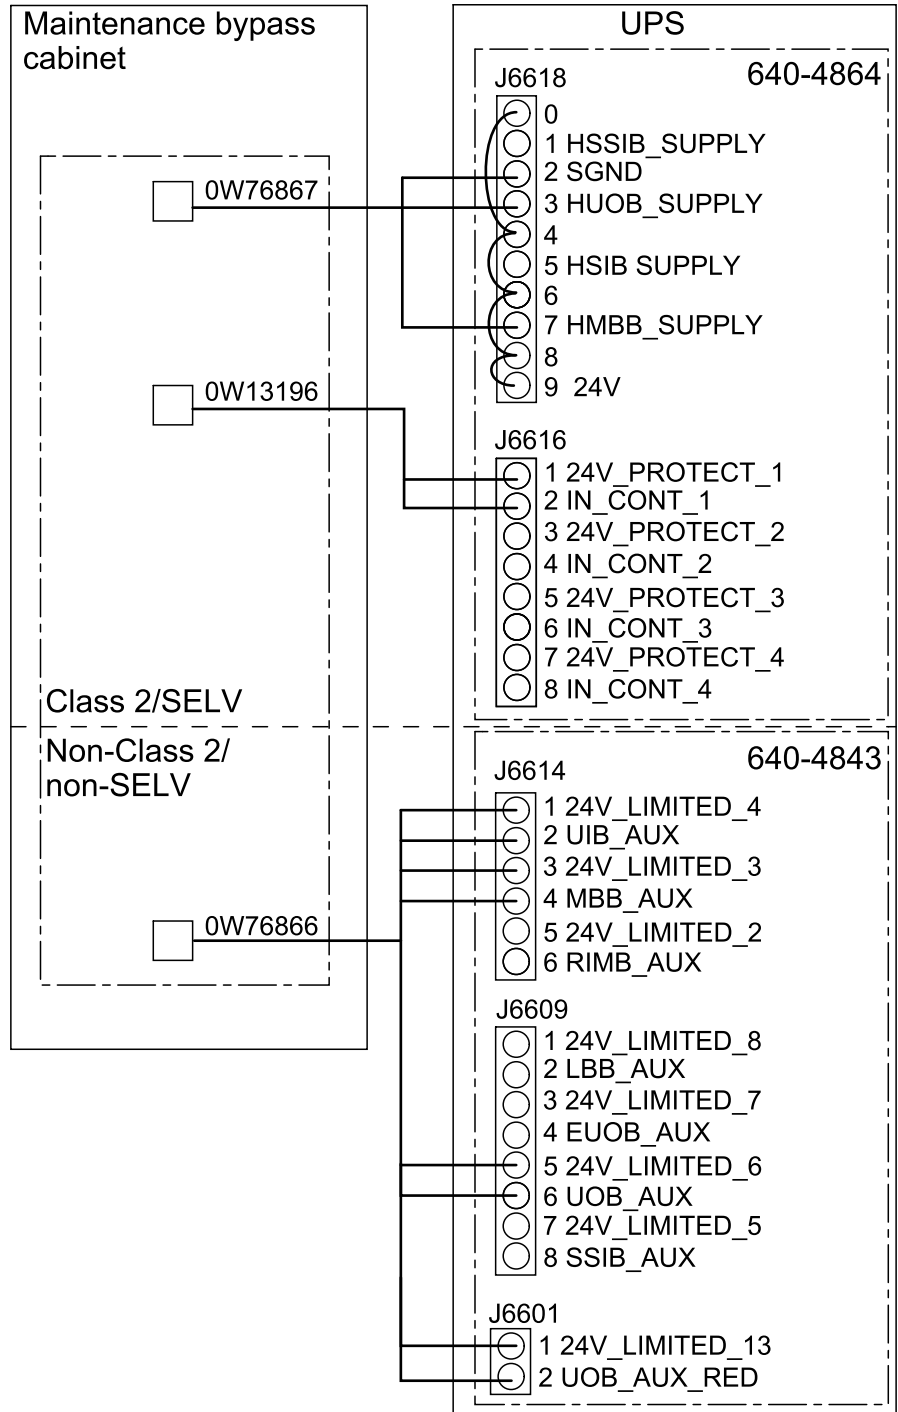 Maintenance bypass
cabinet
0W76867
0W13196
Class 2/SELV
Non-Class 2/
non-SELV
0W76866
UPS
640-4864
J6618
0
1 HSSIB_SUPPLY
2 SGND
3 HUOB_SUPPLY
4
5 HSIB SUPPLY
6
7 HMBB_SUPPLY
8
9 24V
J6616
1 24V_PROTECT_1
2 IN_CONT_1
3 24V_PROTECT_2
4 IN_CONT_2
5 24V_PROTECT_3
6 IN_CONT_3
7 24V_PROTECT_4
8 IN_CONT_4
640-4843
J6614
1 24V_LIMITED_4
2 UIB_AUX
3 24V_LIMITED_3
4 MBB_AUX
5 24V_LIMITED_2
6 RIMB_AUX
J6609
1 24V_LIMITED_8
2 LBB_AUX
3 24V_LIMITED_7
4 EUOB_AUX
5 24V_LIMITED_6
6 UOB_AUX
7 24V_LIMITED_5
8 SSIB_AUX
J6601
1 24V_LIMITED_13
2 UOB_AUX_RED